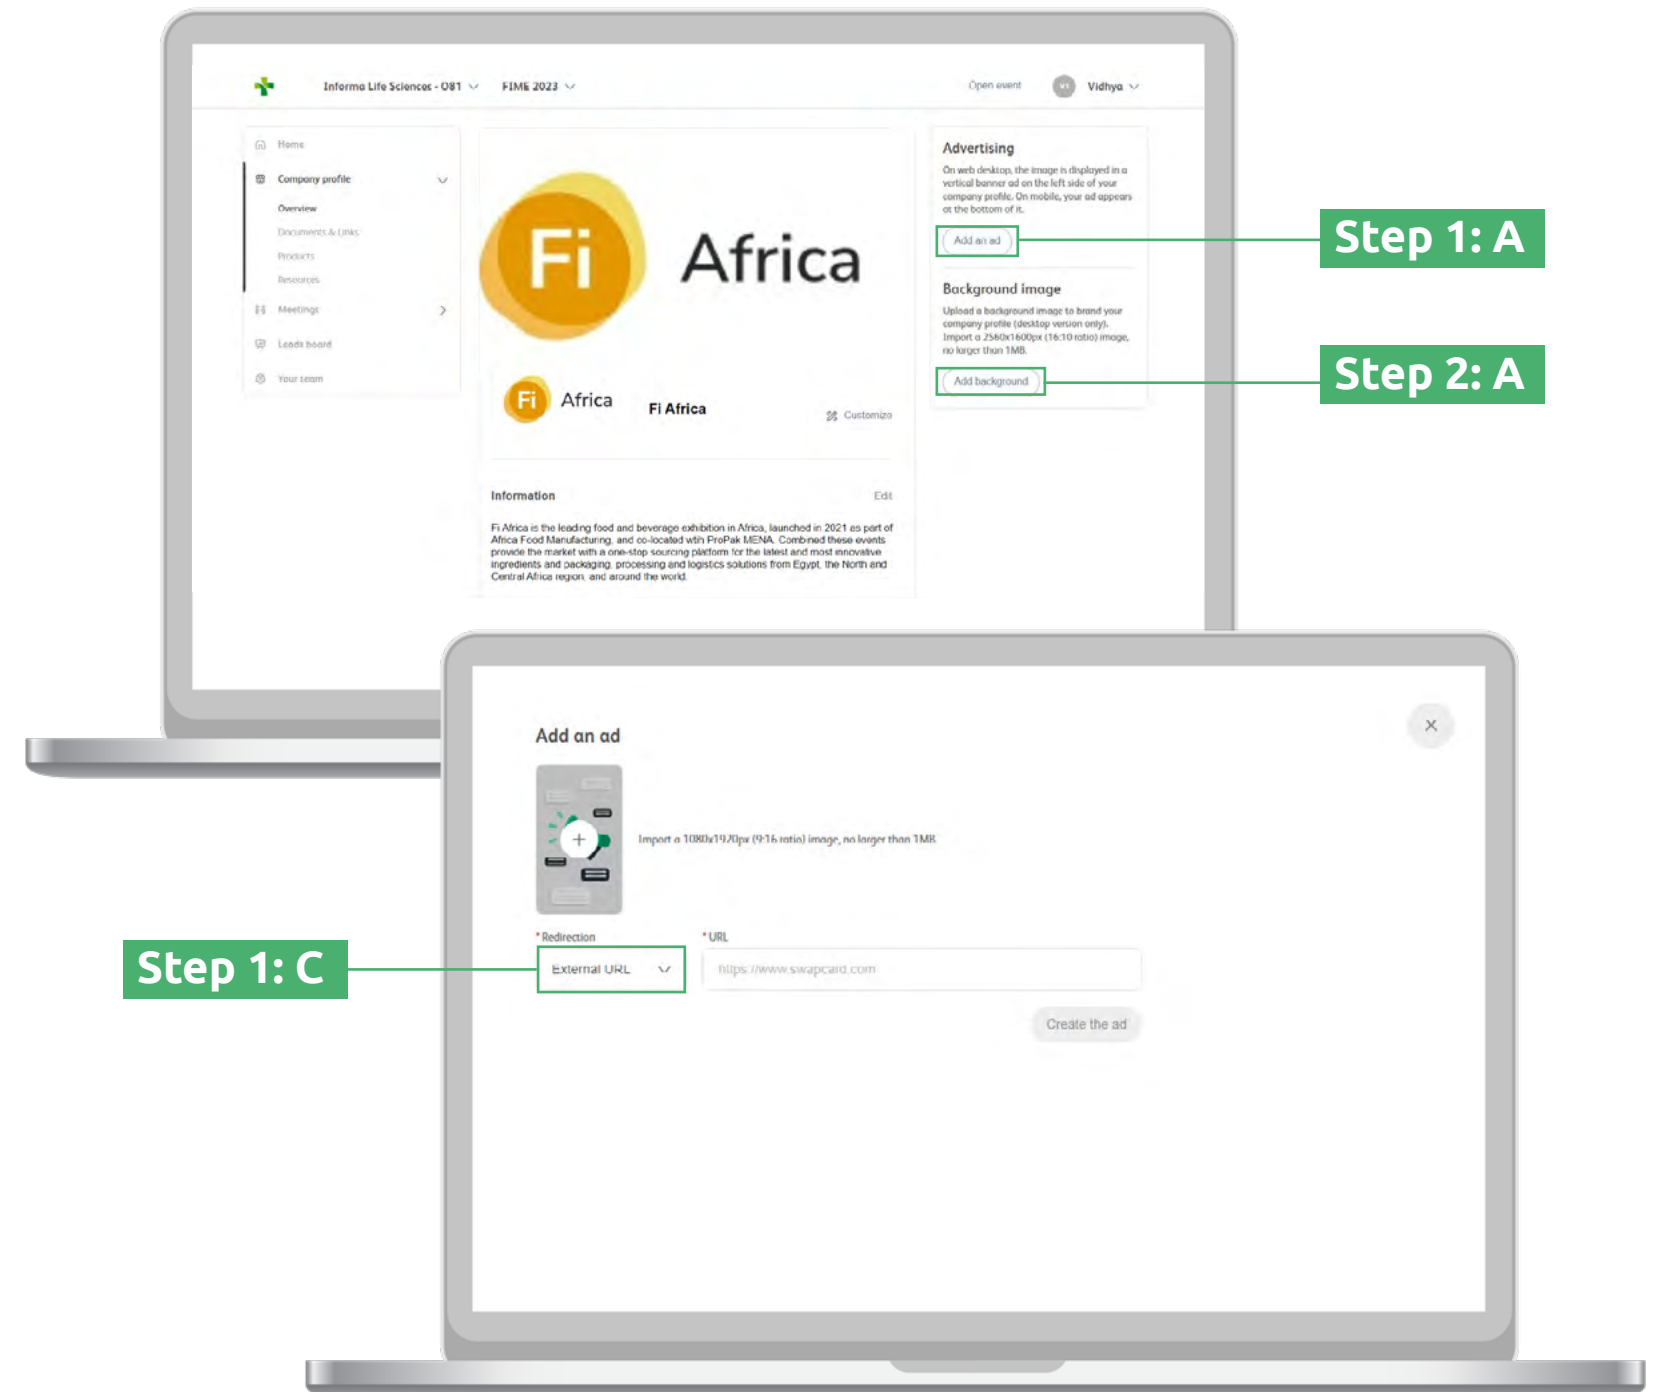 Informa Life Sciences - O81
FIME 2023
Open event
VI
Vidhya
Home
Company profile
Overview
Documents & Links
Products
Resources
Meetings
Leads board
Your team
Fi Africa
Fi Africa
Fi Africa
Customize
Information
Edit
Fi Africa is the leading food and beverage exhibition in Africa, launched in 2021 as part of
Africa Food Manufacturing, and co-located wtih ProPak MENA. Combined these events
provide the market with a one-stop sourcing platform for the latest and most innovative
ingredients and packaging, processing and logistics solutions from Egypt, the North and
Central Africa region, and around the world.
Advertising
On web desktop, the image is displayed in a
vertical banner ad on the left side of your
company profile. On mobile, your ad appears
at the bottom of it.
Add an ad
Step 1: A
Background image
Upload a background image to brand your
company profile (desktop version only).
Import a 2560x1600px (16:10 ratio) image,
no larger than 1MB.
Add background
Step 2: A
Add an ad
Import a 1080x1920px (9:16 ratio) image, no larger than 1MB.
* Redirection
* URL
Step 1: C
External URL
https://www.swapcard.com
Create the ad